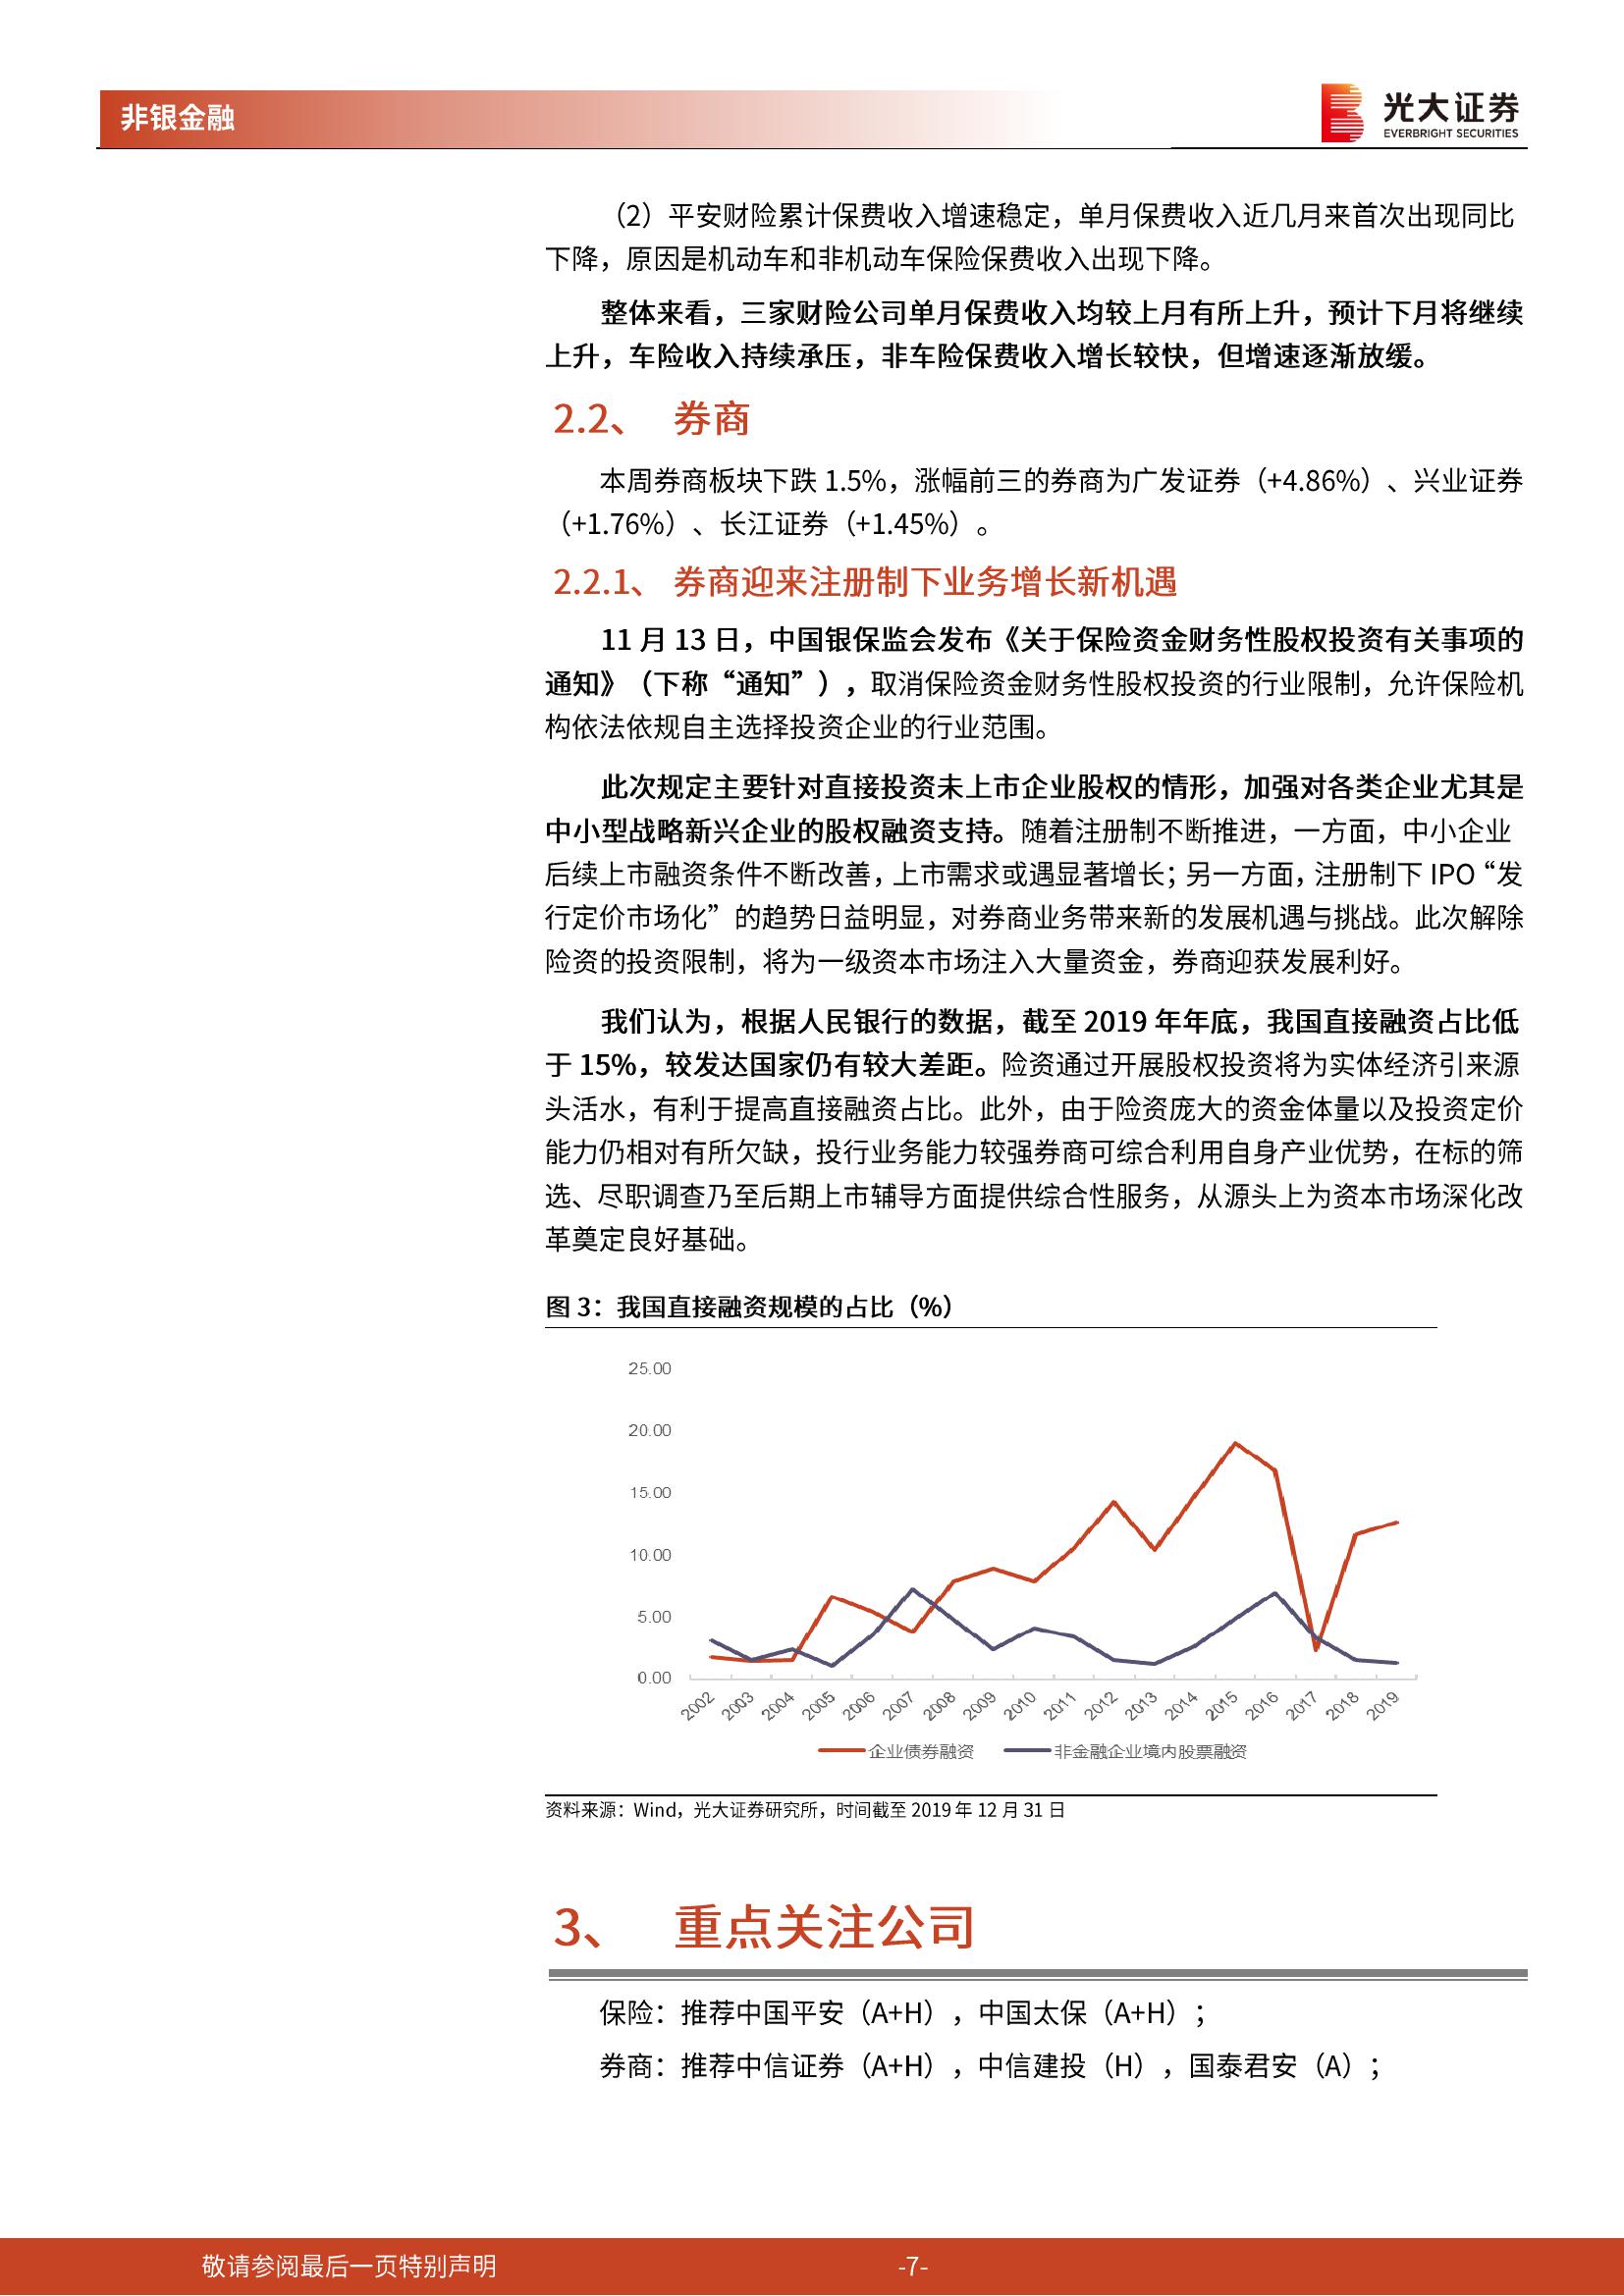 非银金融
光大证券
EVERBRIGHT SECURITIES
（2）平安财险累计保费收入增速稳定，单月保费收入近几月来首次出现同比
下降，原因是机动车和非机动车保险保费收入出现下降。
整体来看，三家财险公司单月保费收入均较上月有所上升，预计下月将继续
上升，车险收入持续承压，非车险保费收入增长较快，但增速逐渐放缓。
2.2、 券商
本周券商板块下跌 1.5%，涨幅前三的券商为广发证券（+4.86%）、兴业证券
（+1.76%）、长江证券（+1.45%）。
2.2.1、 券商迎来注册制下业务增长新机遇
11 月 13 日，中国银保监会发布《关于保险资金财务性股权投资有关事项的
通知》（下称“通知”），取消保险资金财务性股权投资的行业限制，允许保险机
构依法依规自主选择投资企业的行业范围。
此次规定主要针对直接投资未上市企业股权的情形，加强对各类企业尤其是
中小型战略新兴企业的股权融资支持。随着注册制不断推进，一方面，中小企业
后续上市融资条件不断改善，上市需求或遇显著增长；另一方面，注册制下 IPO“发
行定价市场化”的趋势日益明显，对券商业务带来新的发展机遇与挑战。此次解除
险资的投资限制，将为一级资本市场注入大量资金，券商迎获发展利好。
我们认为，根据人民银行的数据，截至 2019 年年底，我国直接融资占比低
于 15%，较发达国家仍有较大差距。险资通过开展股权投资将为实体经济引来源
头活水，有利于提高直接融资占比。此外，由于险资庞大的资金体量以及投资定价
能力仍相对有所欠缺，投行业务能力较强券商可综合利用自身产业优势，在标的筛
选、尽职调查乃至后期上市辅导方面提供综合性服务，从源头上为资本市场深化改
革奠定良好基础。
图 3：我国直接融资规模的占比（%）
25.00
20.00
15.00
10.00
5.00
0.00
2002 2003 2004 2005 2006 2007 2008 2009 2010 2011 2012 2013 2014 2015 2016 2017 2018 2019
企业债券融资 非金融企业境内股票融资
资料来源：Wind，光大证券研究所，时间截至 2019 年 12 月 31 日
3、 重点关注公司
保险：推荐中国平安（A+H），中国太保（A+H）；
券商：推荐中信证券（A+H），中信建投（H），国泰君安（A）；
敬请参阅最后一页特别声明
-7-